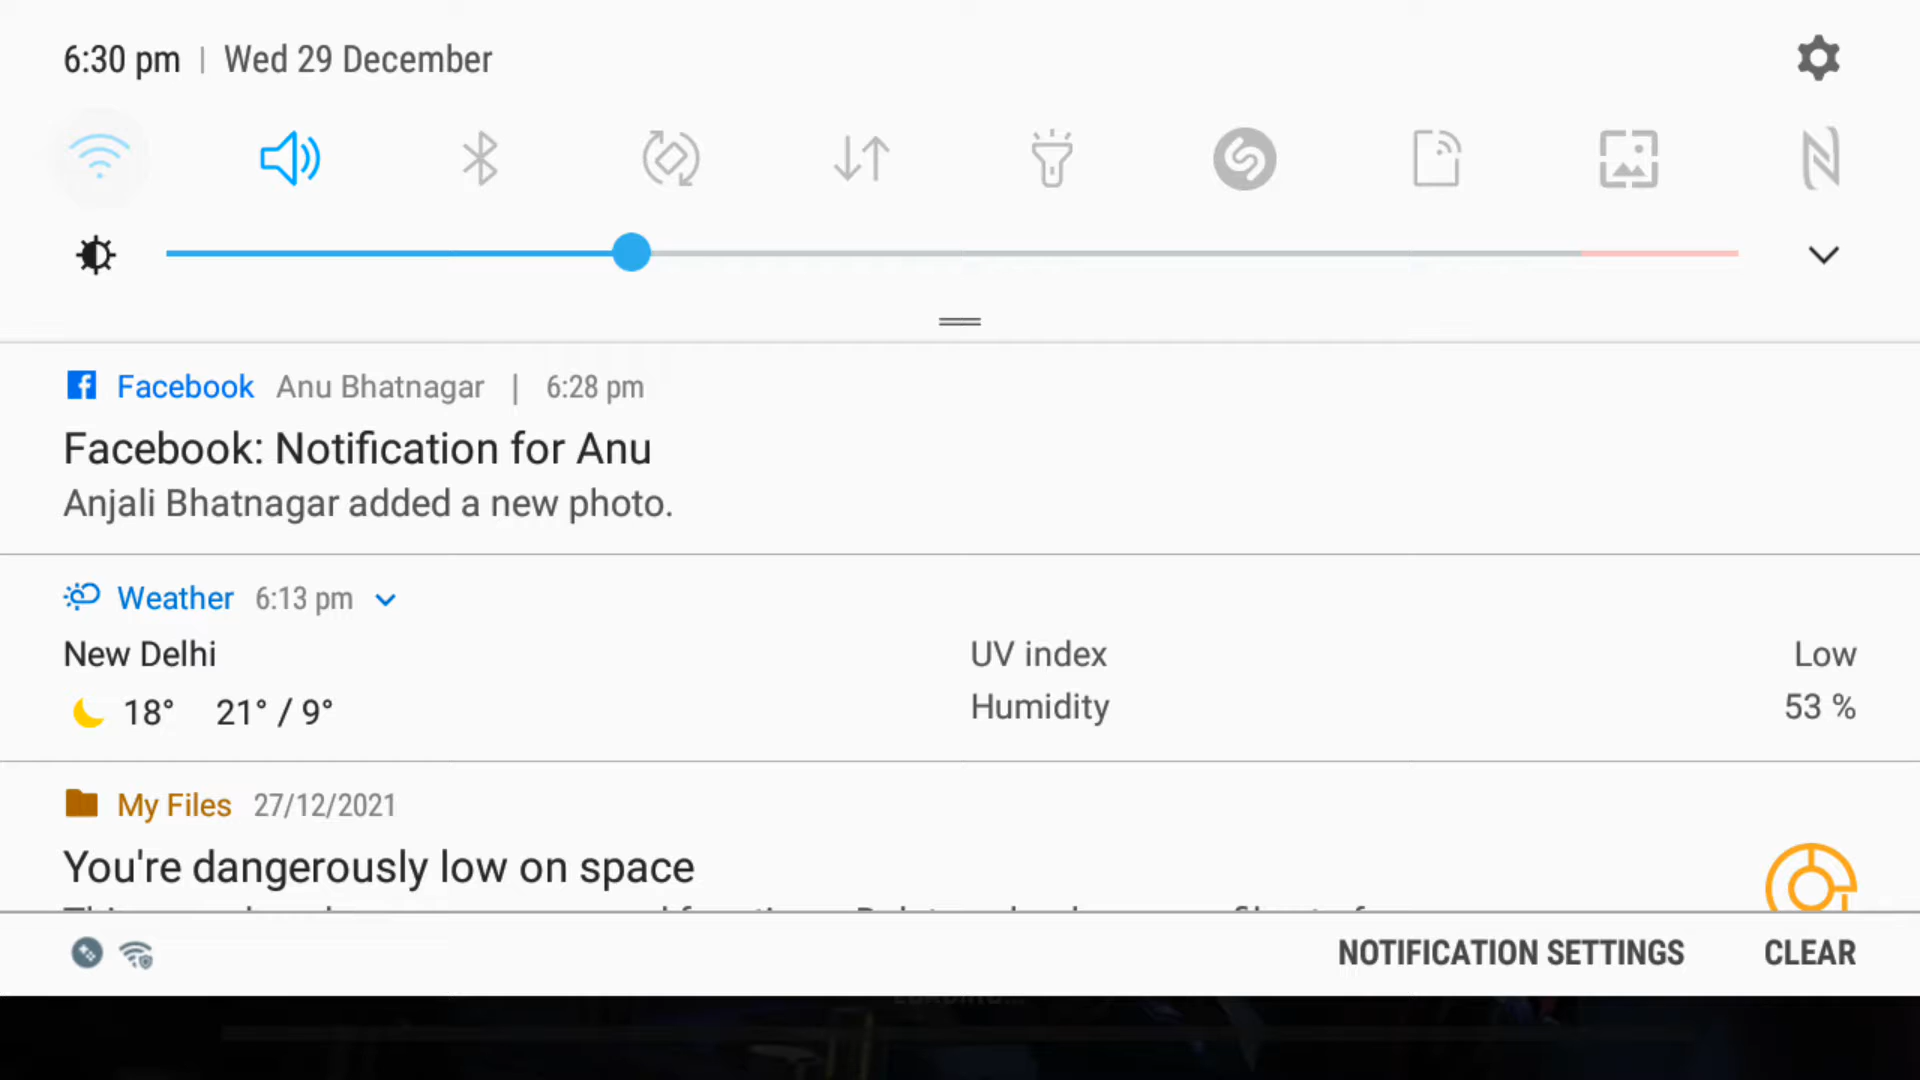 6:30 pm | Wed 29 December
Facebook Anu Bhatnagar | 6:28 pm
Facebook: Notification for Anu
Anjali Bhatnagar added a new photo.
Weather 6:13 pm
New Delhi
18° 21° / 9°
UV index Low
Humidity 53 %
My Files 27/12/2021
You're dangerously low on space
NOTIFICATION SETTINGS CLEAR